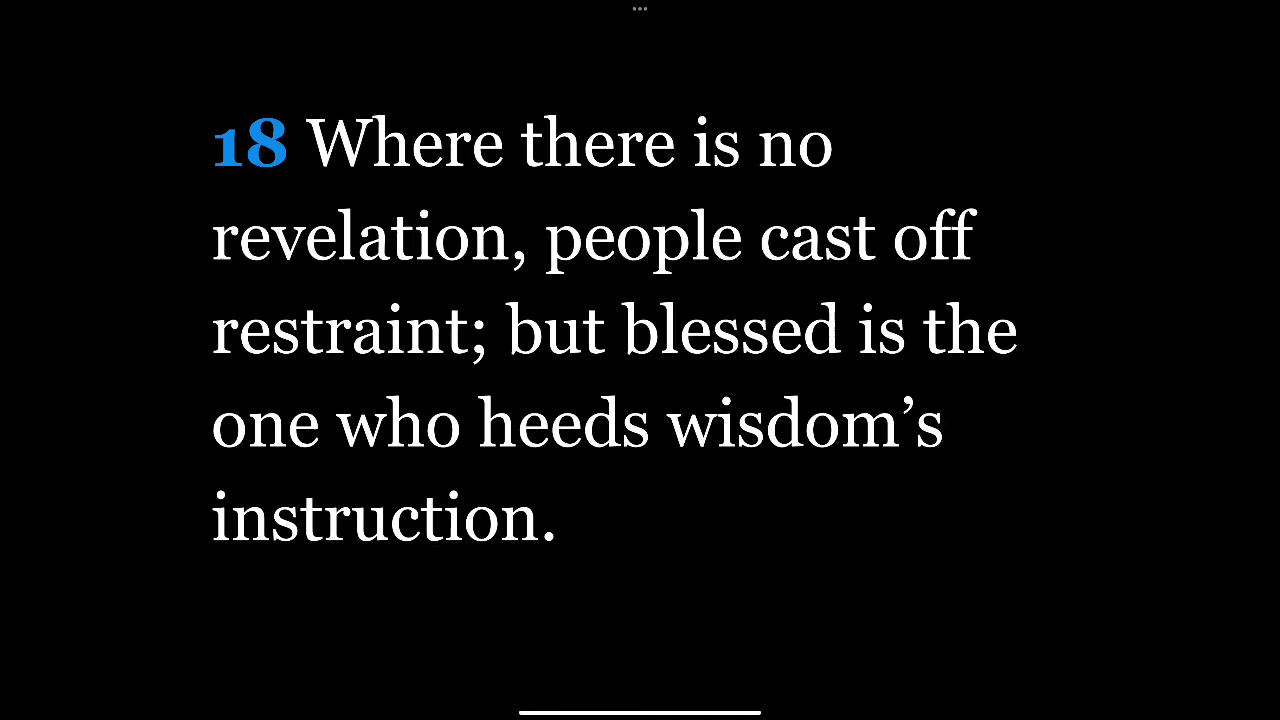 18 Where there is no
revelation, people cast off
restraint; but blessed is the
one who heeds wisdom’s
instruction.